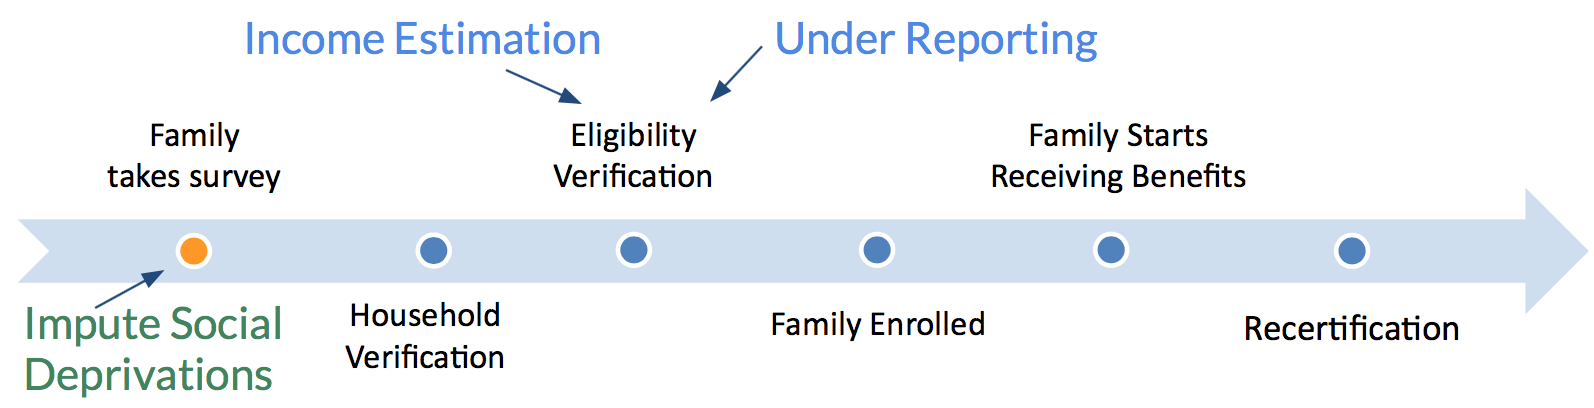 Income Estimation
Under Reporting
Family
takes survey
Eligibility
Verification
Family Starts
Receiving Benefits
Impute Social
Deprivations
Household
Verification
Family Enrolled
Recertification